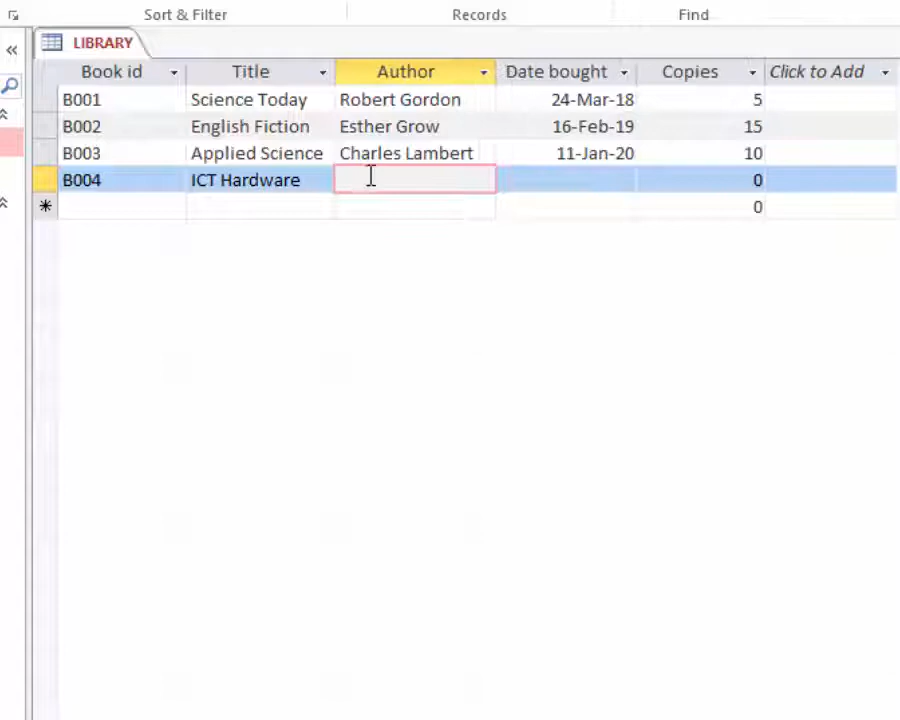 Sort & Filter Records Find
LIBRARY
Book id Title Author Date bought Copies Click to Add
B001 Science Today Robert Gordon 24-Mar-18 5
B002 English Fiction Esther Grow 16-Feb-19 15
B003 Applied Science Charles Lambert 11-Jan-20 10
B004 ICT Hardware 0
0